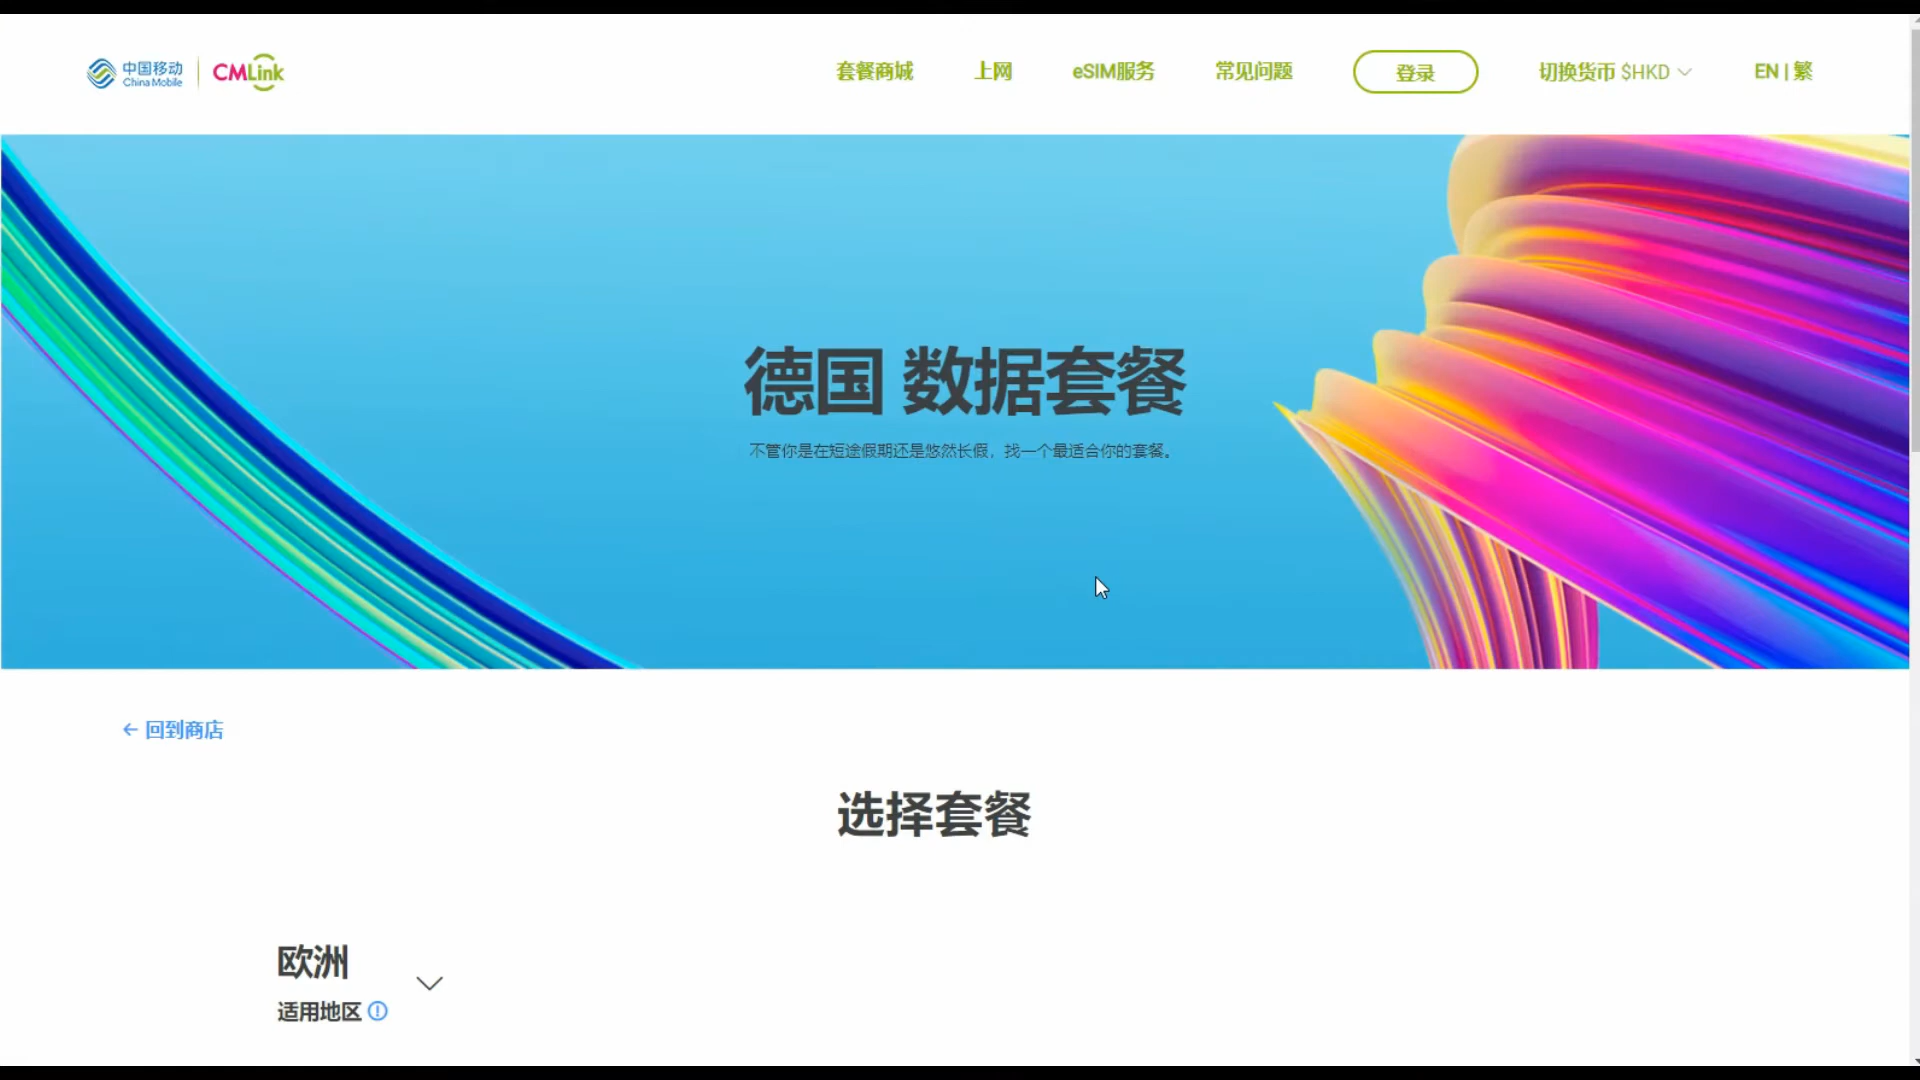 中国移动
China Mobile
CMLink
套餐商城
上网
eSIM服务
常见问题
登录
切换货币 $HKD
EN | 繁
德国 数据套餐
不管你是在短途假期还是悠然长假，找一个最适合你的套餐。
← 回到商店
选择套餐
欧洲
适用地区